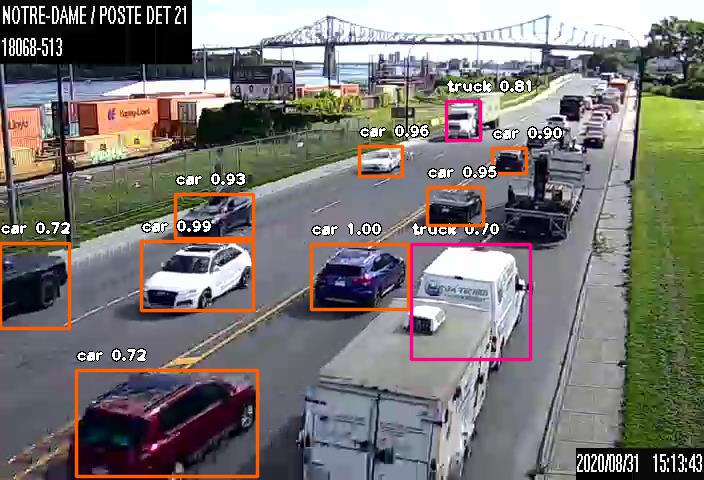 NOTRE-DAME / POSTE DET 21
18068-513
truck 0.81
car 0.96
car 0.90
car 0.95
car 0.93
car 0.72
car 0.99
car 1.00
truck 0.70
car 0.72
Hapag-Lloyd
2020/08/31 15:13:43